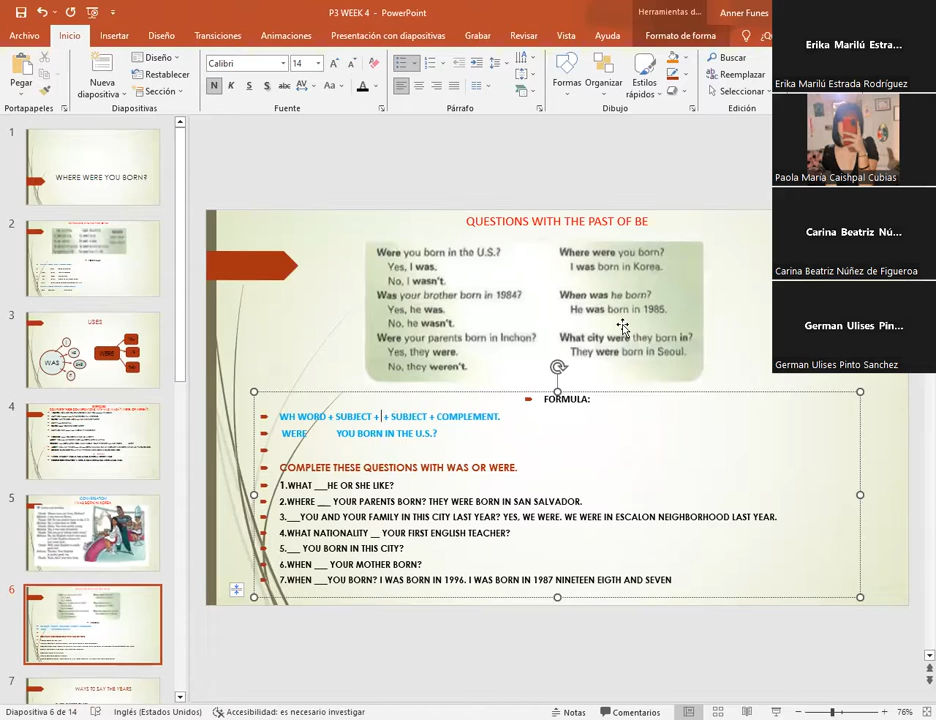 P3 WEEK 4 - PowerPoint
Herramientas d...
Anner Funes
Archivo Inicio Insertar Dibujar Diseño Transiciones Animaciones Presentación con diapositivas Grabar Revisar Vista Ayuda Formato de forma
Pegar
Portapapeles
Nueva
diapositiva
Diseño
Restablecer
Sección
Diapositivas
Calibri 14
N K S abc AV Aa A
Fuente
Párrafo
Formas Organizar Estilos
rápidos
Dibujo
Buscar
Reemplazar
Seleccionar
Edición
Erika Marilú Estra...
Erika Marilú Estrada Rodríguez
Paola María Caishpal Cubias
Carina Beatriz Nú...
Carina Beatriz Núñez de Figueroa
German Ulises Pin...
German Ulises Pinto Sanchez
1
WHERE WERE YOU BORN?
2
3
USES
WAS
WERE
4
5
CONVERSATION
6
7
WAYS TO SAY THE YEARS
QUESTIONS WITH THE PAST OF BE
Were you born in the U.S.?
Yes, I was.
No, I wasn't.
Was your brother born in 1984?
Yes, he was.
No, he wasn't.
Were your parents born in Inchon?
Yes, they were.
No, they weren't.
Where were you born?
I was born in Korea.
When was he born?
He was born in 1985.
What city were they born in?
They were born in Seoul.
FORMULA:
WH WORD + SUBJECT + + SUBJECT + COMPLEMENT.
WERE YOU BORN IN THE U.S.?
COMPLETE THESE QUESTIONS WITH WAS OR WERE.
1.WHAT ___HE OR SHE LIKE?
2.WHERE ___ YOUR PARENTS BORN? THEY WERE BORN IN SAN SALVADOR.
3.___YOU AND YOUR FAMILY IN THIS CITY LAST YEAR? YES, WE WERE. WE WERE IN ESCALON NEIGHBORHOOD LAST YEAR.
4.WHAT NATIONALITY __ YOUR FIRST ENGLISH TEACHER?
5.___ YOU BORN IN THIS CITY?
6.WHEN ___ YOUR MOTHER BORN?
7.WHEN ___YOU BORN? I WAS BORN IN 1996. I WAS BORN IN 1987 NINETEEN EIGTH AND SEVEN
Diapositiva 6 de 14 Inglés (Estados Unidos) Accesibilidad: es necesario investigar Notas Comentarios 76%